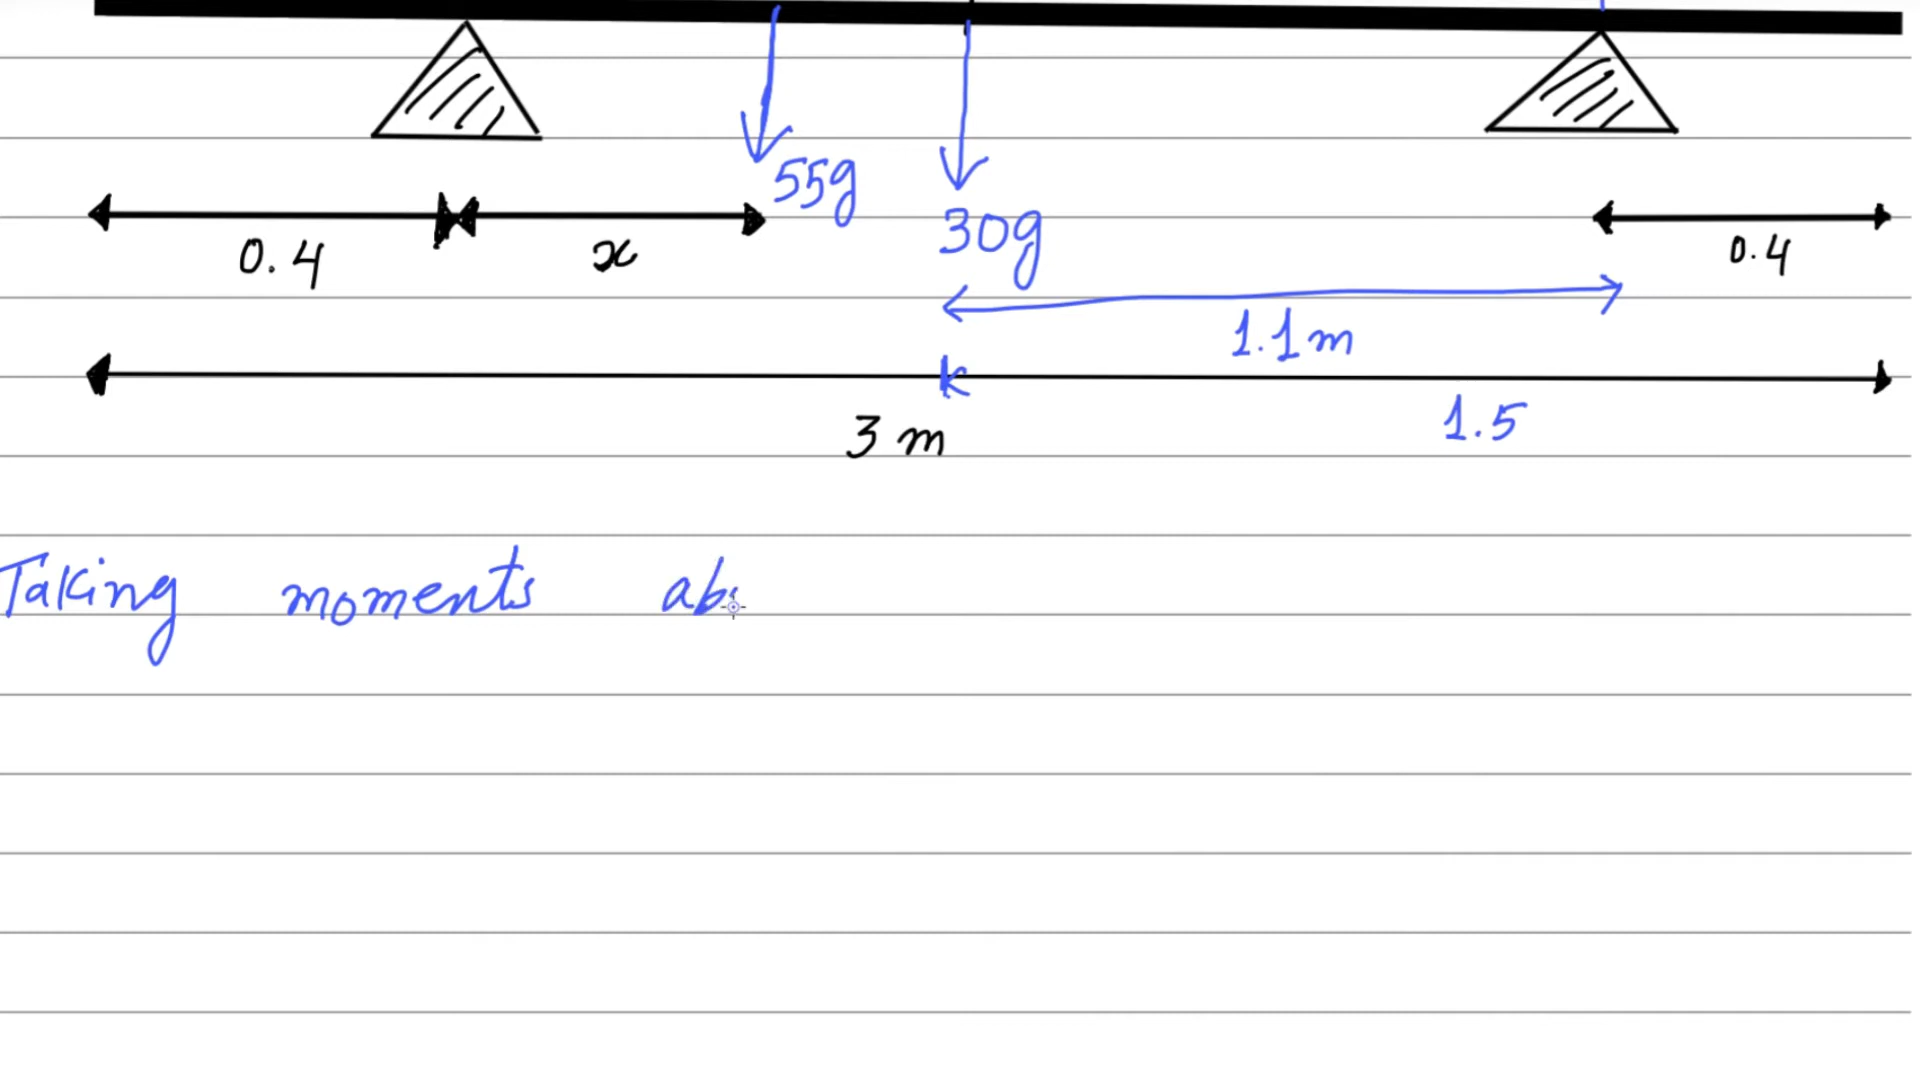 55g
30g
0.4 x 0.4
1.1m
3 m 1.5
Taking moments ab